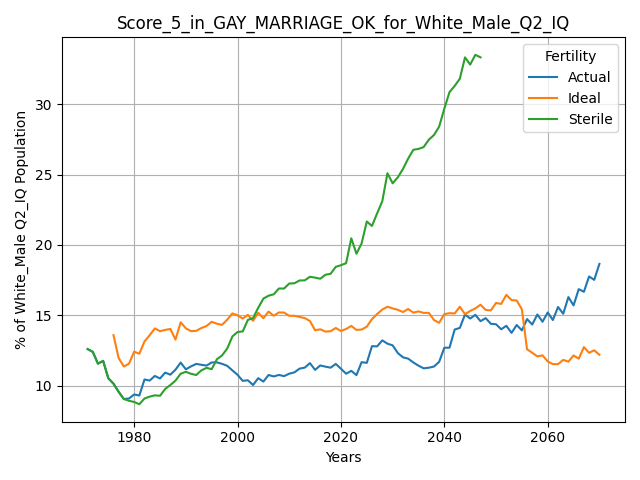 Score_5_in_GAY_MARRIAGE_OK_for_White_Male_Q2_IQ
Fertility
Actual
Ideal
Sterile
% of White_Male Q2_IQ Population
30
25
20
15
10
1980
2000
2020
2040
2060
Years